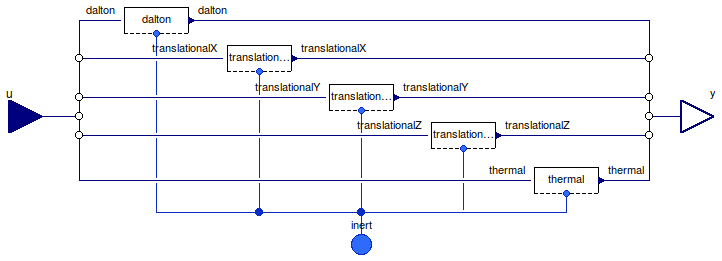 dalton dalton
dalton
translationalX translationalX
translation...
u translationalY translationalY y
translation...
translationalZ translationalZ
translation...
thermal thermal
thermal
inert